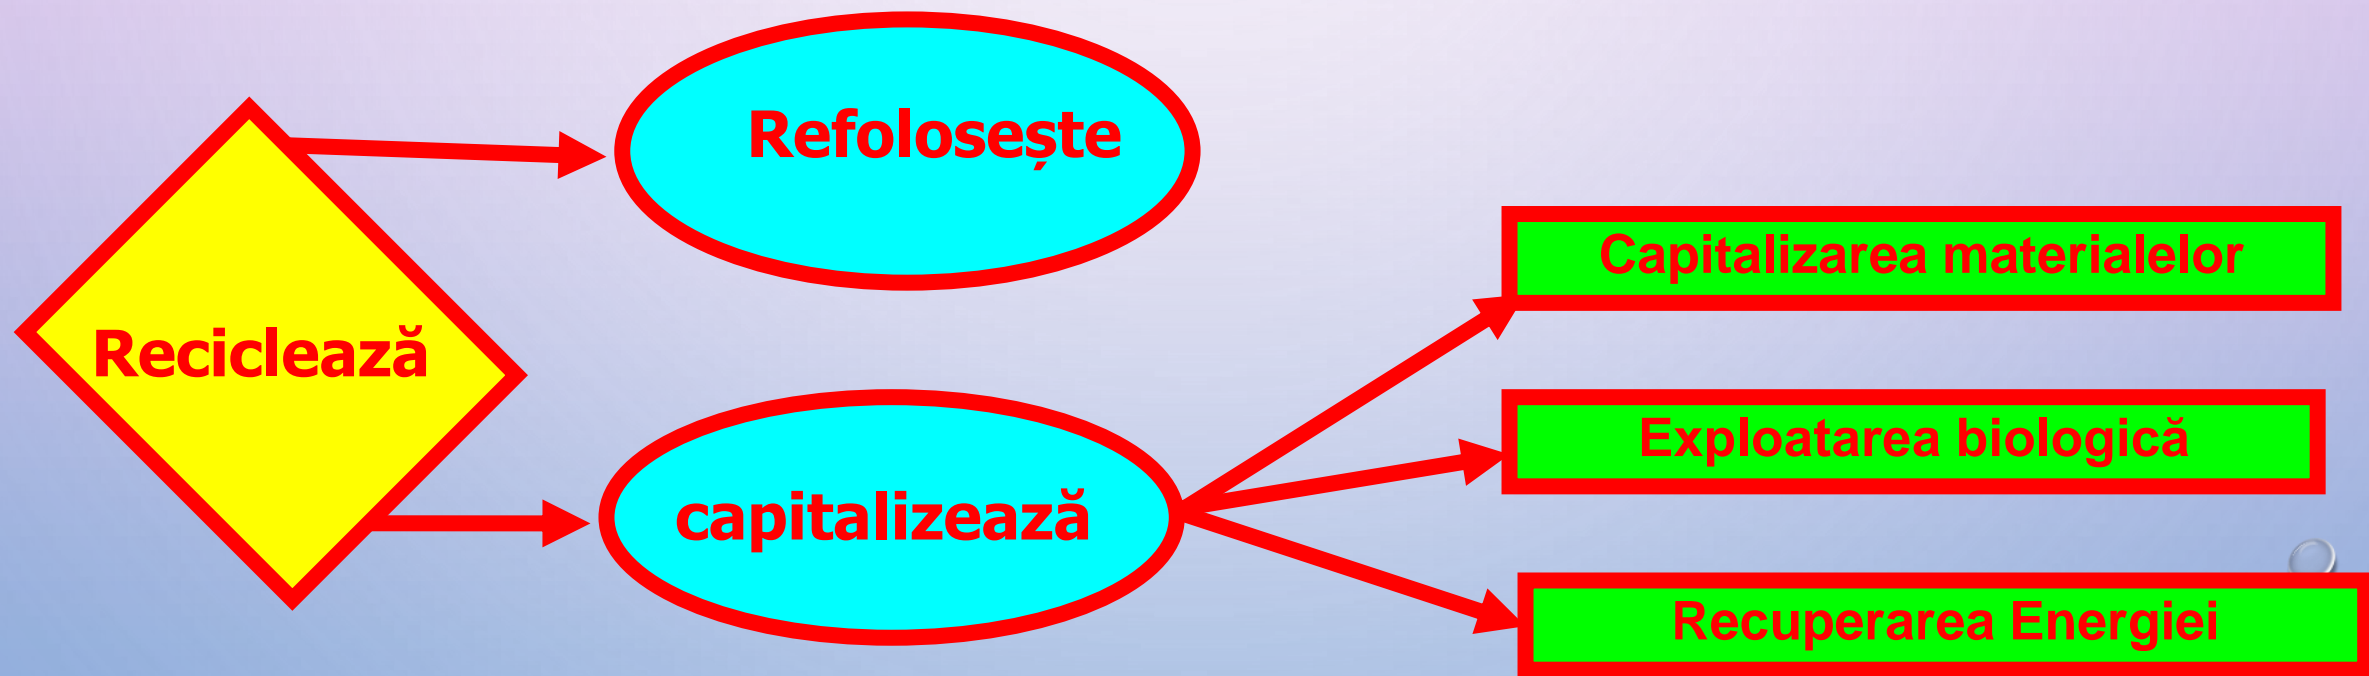 Refolosește
Reciclează
capitalizează
Capitalizarea materialelor
Exploatarea biologică
Recuperarea Energiei